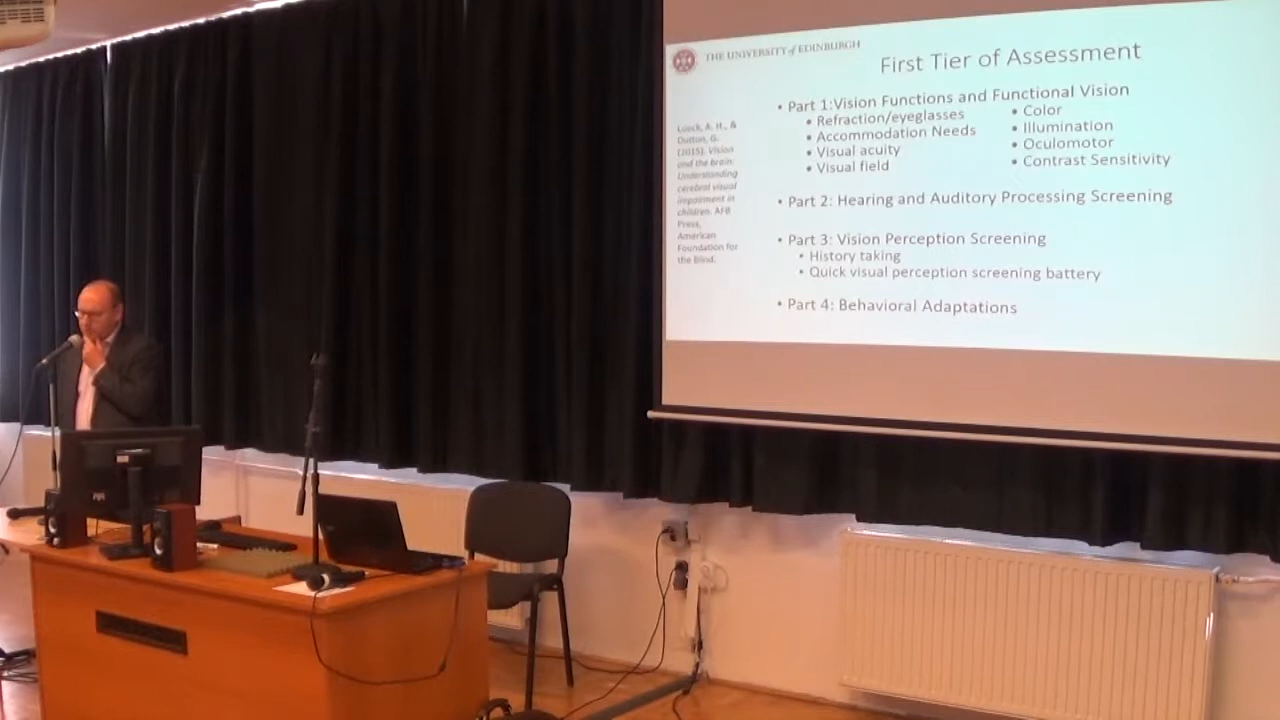 THE UNIVERSITY of EDINBURGH
First Tier of Assessment
Lueck, A. H., &
Dutton, G.
(2015). Vision
and the brain:
Understanding
cerebral visual
impairment in
children. AFB
Press,
American
Foundation for
the Blind.
• Part 1:Vision Functions and Functional Vision
• Refraction/eyeglasses
• Accommodation Needs
• Visual acuity
• Visual field
• Color
• Illumination
• Oculomotor
• Contrast Sensitivity
• Part 2: Hearing and Auditory Processing Screening
• Part 3: Vision Perception Screening
• History taking
• Quick visual perception screening battery
• Part 4: Behavioral Adaptations